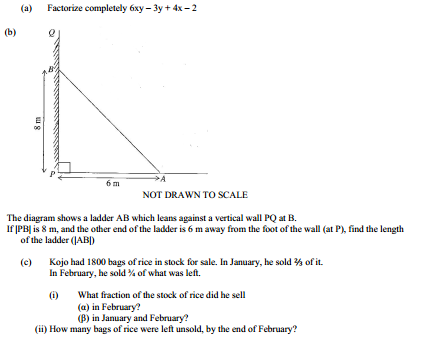 (a) Factorize completely 6xy – 3y + 4x – 2
(b)
Q
B
8 m
P
A
6 m
NOT DRAWN TO SCALE
The diagram shows a ladder AB which leans against a vertical wall PQ at B.
If |PB| is 8 m, and the other end of the ladder is 6 m away from the foot of the wall (at P), find the length
of the ladder (|AB|)
(c) Kojo had 1800 bags of rice in stock for sale. In January, he sold ⅔ of it.
In February, he sold ¾ of what was left.
(i) What fraction of the stock of rice did he sell
(α) in February?
(β) in January and February?
(ii) How many bags of rice were left unsold, by the end of February?